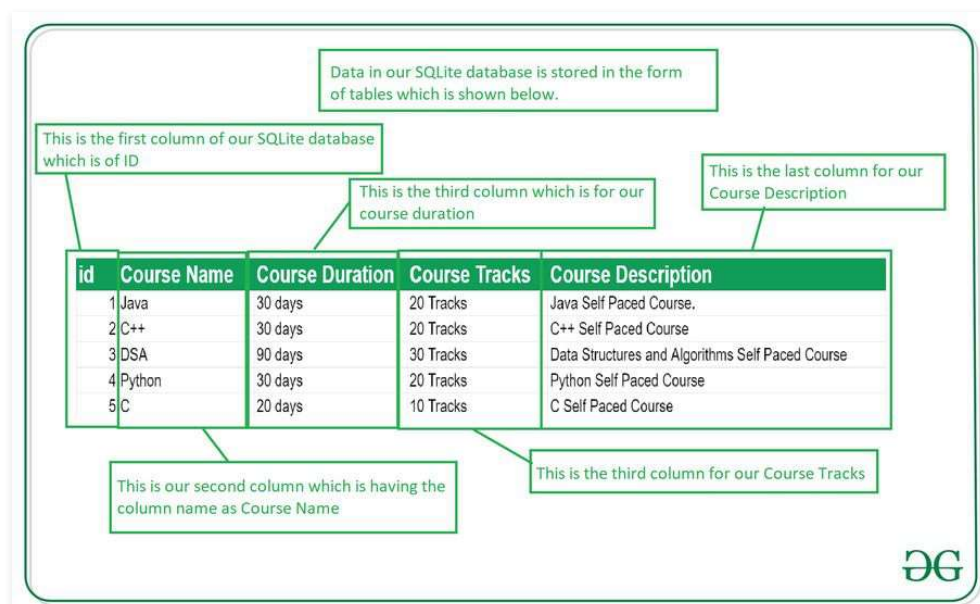 Data in our SQLite database is stored in the form
of tables which is shown below.
This is the first column of our SQLite database
which is of ID
This is the third column which is for our
course duration
This is the last column for our
Course Description
id Course Name Course Duration Course Tracks Course Description
1 Java 30 days 20 Tracks Java Self Paced Course.
2 C++ 30 days 20 Tracks C++ Self Paced Course
3 DSA 90 days 30 Tracks Data Structures and Algorithms Self Paced Course
4 Python 30 days 20 Tracks Python Self Paced Course
5 C 20 days 10 Tracks C Self Paced Course
This is our second column which is having the
column name as Course Name
This is the third column for our Course Tracks